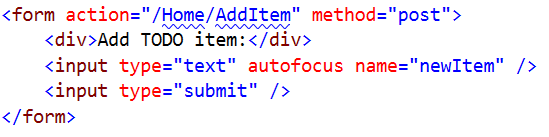 <form action="/Home/AddItem" method="post">
    <div>Add TODO item:</div>
    <input type="text" autofocus name="newItem" />
    <input type="submit" />
</form>